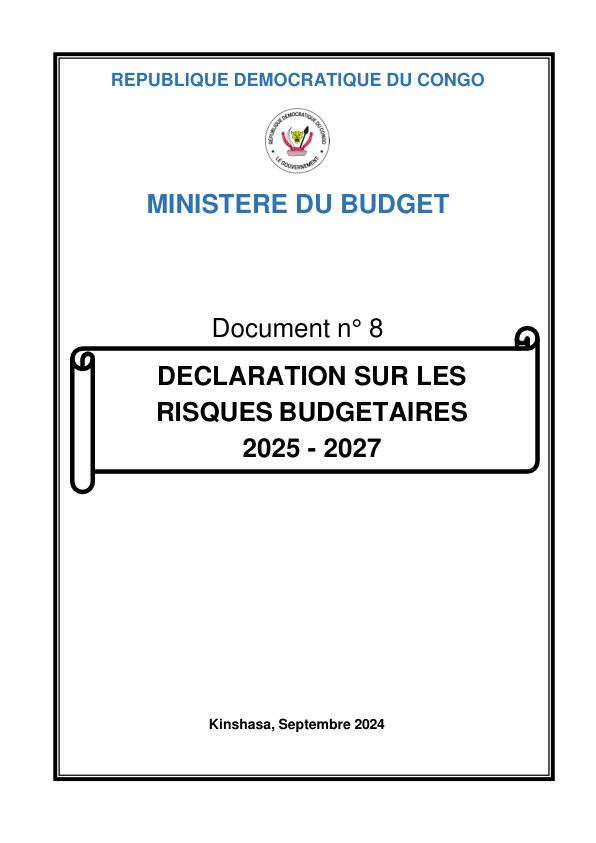 REPUBLIQUE DEMOCRATIQUE DU CONGO
RÉPUBLIQUE DÉMOCRATIQUE DU CONGO
LE GOUVERNEMENT
MINISTERE DU BUDGET
Document n° 8
DECLARATION SUR LES
RISQUES BUDGETAIRES
2025 - 2027
Kinshasa, Septembre 2024